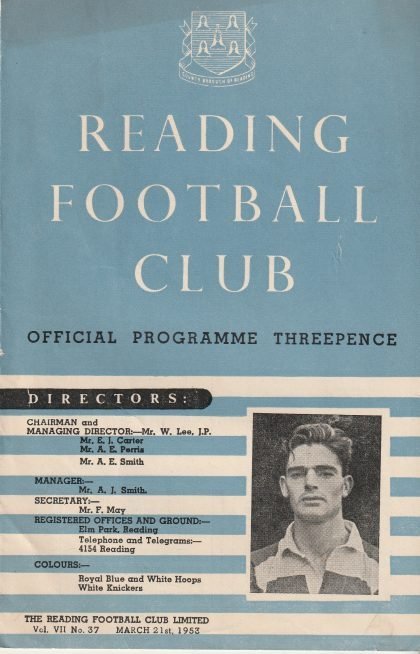 COUNTY BOROUGH OF READING
READING
FOOTBALL
CLUB
OFFICIAL PROGRAMME THREEPENCE
DIRECTORS:
CHAIRMAN and
MANAGING DIRECTOR:—Mr. W. Lee, J.P.
Mr. E. J. Carter
Mr. A. E. Perris
Mr. A. E. Smith
MANAGER:—
Mr. A. J. Smith.
SECRETARY:—
Mr. F. May
REGISTERED OFFICES AND GROUND:—
Elm Park, Reading
Telephone and Telegrams:—
4154 Reading
COLOURS:—
Royal Blue and White Hoops
White Knickers
THE READING FOOTBALL CLUB LIMITED
Vol. VII No. 37 MARCH 21st, 1953